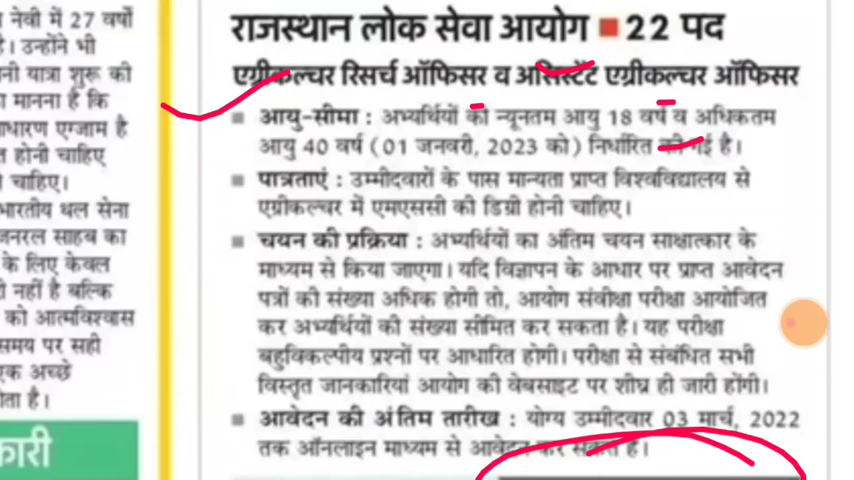 नेवी में 27 वर्षों
है। उन्होंने भी
नी यात्रा शुरू की
मानना है कि
धारण एग्जाम है
होनी चाहिए
चाहिए।
भारतीय थल सेना
जनरल साहब का
के लिए केवल
नहीं है बल्कि
को आत्मविश्वास
समय पर सही
एक अच्छे
होता है।
कारी
राजस्थान लोक सेवा आयोग ■ 22 पद
एग्रीकल्चर रिसर्च ऑफिसर व असिस्टेंट एग्रीकल्चर ऑफिसर
■ आयु-सीमा : अभ्यर्थियों की न्यूनतम आयु 18 वर्ष व अधिकतम
आयु 40 वर्ष (01 जनवरी, 2023 को) निर्धारित की गई है।
■ पात्रताएं : उम्मीदवारों के पास मान्यता प्राप्त विश्वविद्यालय से
एग्रीकल्चर में एमएससी की डिग्री होनी चाहिए।
■ चयन की प्रक्रिया : अभ्यर्थियों का अंतिम चयन साक्षात्कार के
माध्यम से किया जाएगा। यदि विज्ञापन के आधार पर प्राप्त आवेदन
पत्रों की संख्या अधिक होगी तो, आयोग संवीक्षा परीक्षा आयोजित
कर अभ्यर्थियों की संख्या सीमित कर सकता है। यह परीक्षा
बहुविकल्पीय प्रश्नों पर आधारित होगी। परीक्षा से संबंधित सभी
विस्तृत जानकारियां आयोग की वेबसाइट पर शीघ्र ही जारी होंगी।
■ आवेदन की अंतिम तारीख : योग्य उम्मीदवार 03 मार्च, 2022
तक ऑनलाइन माध्यम से आवेदन कर सकते है।